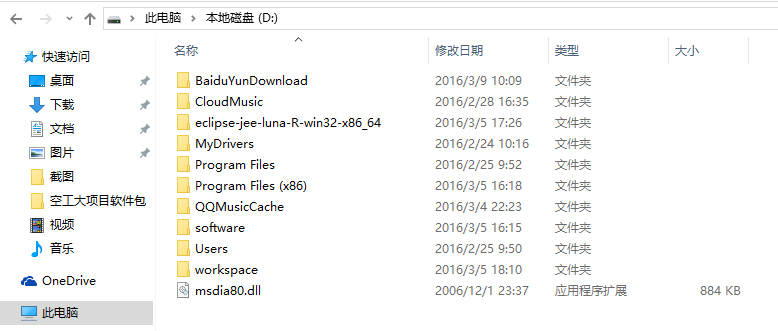 此电脑 > 本地磁盘 (D:)
名称 修改日期 类型 大小
快速访问
桌面
下载
文档
图片
截图
空工大项目软件包
视频
音乐
OneDrive
此电脑
BaiduYunDownload 2016/3/9 10:09 文件夹
CloudMusic 2016/2/28 16:35 文件夹
eclipse-jee-luna-R-win32-x86_64 2016/3/5 17:26 文件夹
MyDrivers 2016/2/24 10:16 文件夹
Program Files 2016/2/25 9:52 文件夹
Program Files (x86) 2016/3/5 16:18 文件夹
QQMusicCache 2016/3/4 22:23 文件夹
software 2016/3/5 16:15 文件夹
Users 2016/2/25 9:50 文件夹
workspace 2016/3/5 18:10 文件夹
msdia80.dll 2006/12/1 23:37 应用程序扩展 884 KB